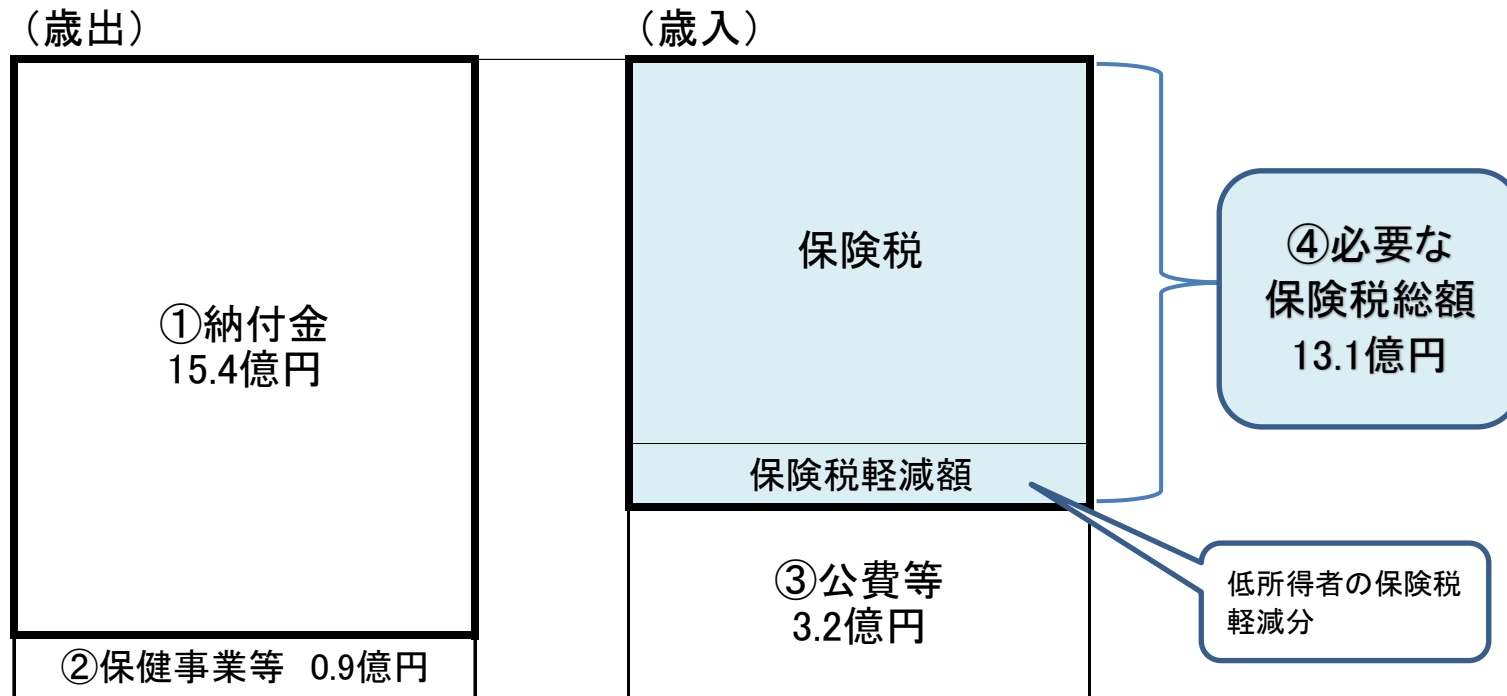 （歳出）
①納付金
15.4億円
②保健事業等 0.9億円
（歳入）
保険税
保険税軽減額
③公費等
3.2億円
④必要な
保険税総額
13.1億円
低所得者の保険税
軽減分